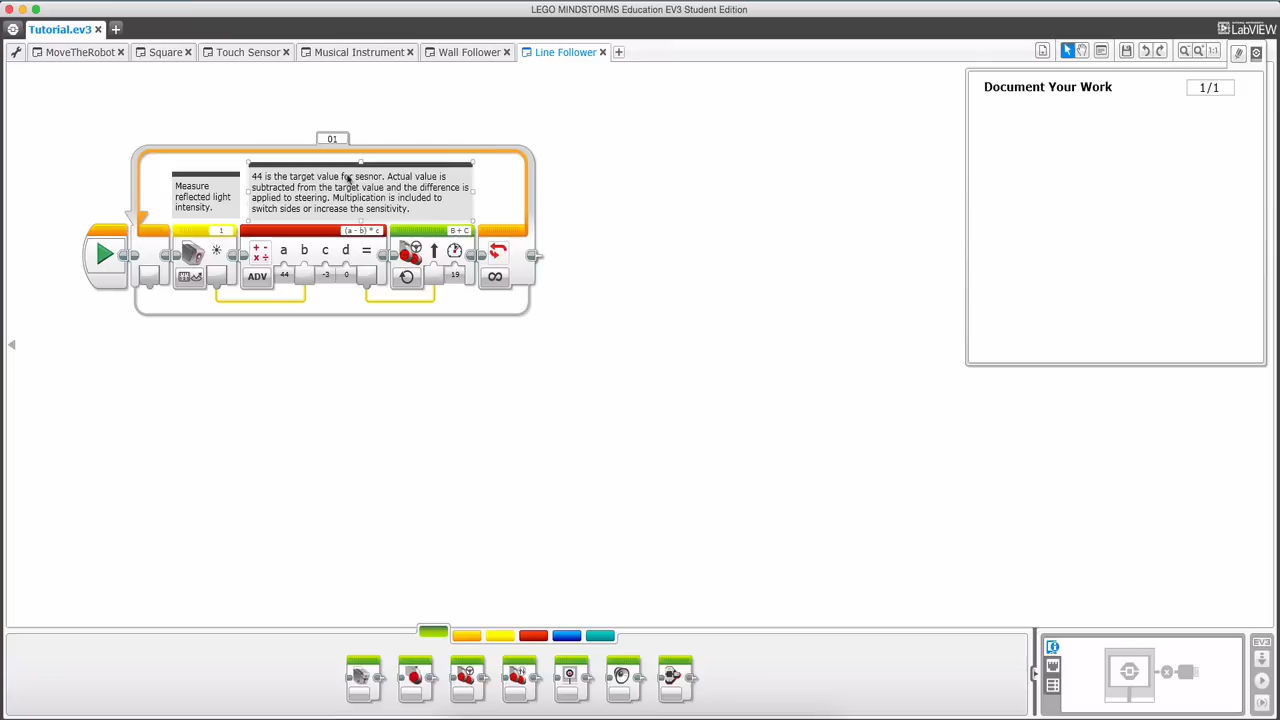 LEGO MINDSTORMS Education EV3 Student Edition
Tutorial.ev3
LabVIEW
MoveTheRobot
Square
Touch Sensor
Musical Instrument
Wall Follower
Line Follower
1:1
Document Your Work
1/1
01
Measure
reflected light
intensity.
44 is the target value for sesnor. Actual value is
subtracted from the target value and the difference is
applied to steering. Multiplication is included to
switch sides or increase the sensitivity.
1
(a - b) * c
B + C
a b c d =
ADV
44
-3
0
19
EV3